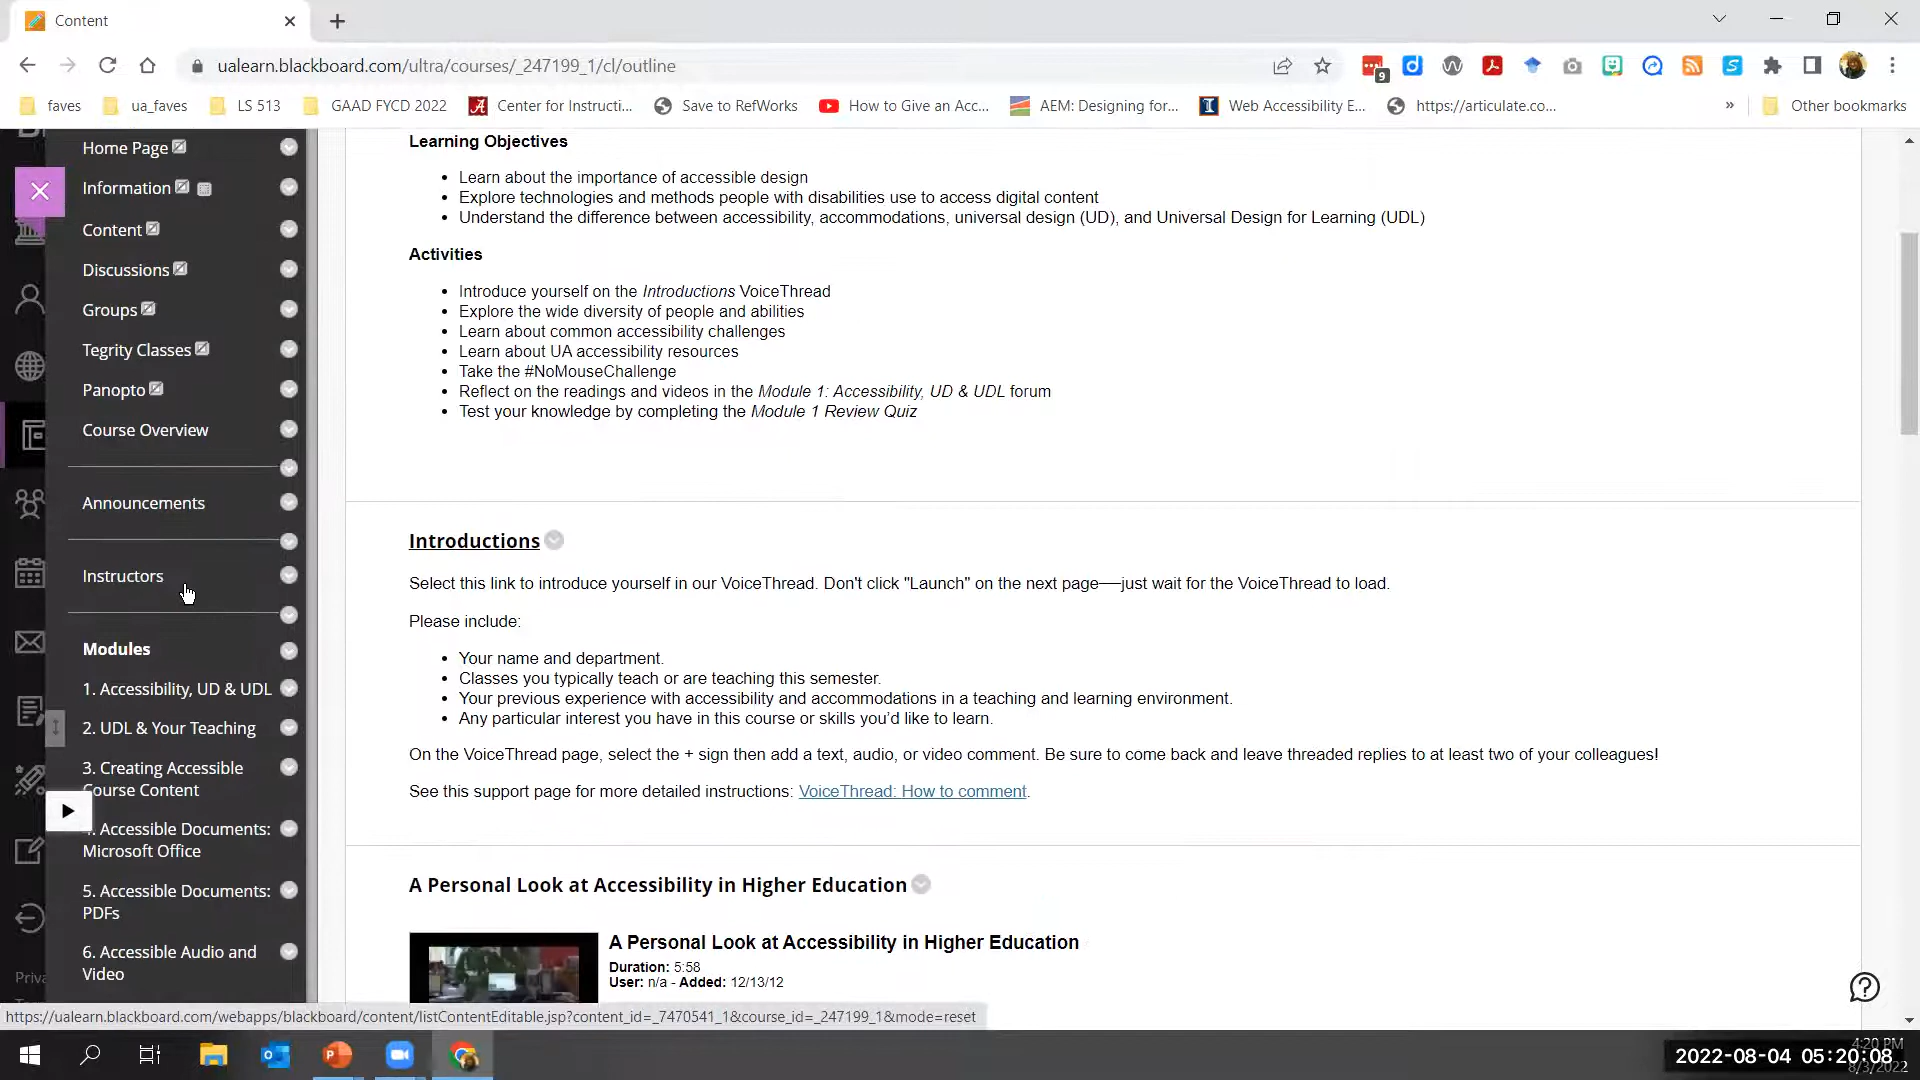 Content
ualearn.blackboard.com/ultra/courses/_247199_1/cl/outline
9
faves
ua_faves
LS 513
GAAD FYCD 2022
Center for Instructi...
Save to RefWorks
How to Give an Acc...
AEM: Designing for...
Web Accessibility E...
https://articulate.co...
»
Other bookmarks
Home Page
Information
Content
Discussions
Groups
Tegrity Classes
Panopto
Course Overview
Announcements
Instructors
Modules
1. Accessibility, UD & UDL
2. UDL & Your Teaching
3. Creating Accessible
Course Content
Accessible Documents:
Microsoft Office
5. Accessible Documents:
PDFs
6. Accessible Audio and
Video
Learning Objectives
• Learn about the importance of accessible design
• Explore technologies and methods people with disabilities use to access digital content
• Understand the difference between accessibility, accommodations, universal design (UD), and Universal Design for Learning (UDL)
Activities
• Introduce yourself on the Introductions VoiceThread
• Explore the wide diversity of people and abilities
• Learn about common accessibility challenges
• Learn about UA accessibility resources
• Take the #NoMouseChallenge
• Reflect on the readings and videos in the Module 1: Accessibility, UD & UDL forum
• Test your knowledge by completing the Module 1 Review Quiz
Introductions
Select this link to introduce yourself in our VoiceThread. Don't click "Launch" on the next page—just wait for the VoiceThread to load.
Please include:
• Your name and department.
• Classes you typically teach or are teaching this semester.
• Your previous experience with accessibility and accommodations in a teaching and learning environment.
• Any particular interest you have in this course or skills you’d like to learn.
On the VoiceThread page, select the + sign then add a text, audio, or video comment. Be sure to come back and leave threaded replies to at least two of your colleagues!
See this support page for more detailed instructions: VoiceThread: How to comment.
A Personal Look at Accessibility in Higher Education
A Personal Look at Accessibility in Higher Education
Duration: 5:58
User: n/a - Added: 12/13/12
https://ualearn.blackboard.com/webapps/blackboard/content/listContentEditable.jsp?content_id=_7470541_1&course_id=_247199_1&mode=reset
4:20 PM
2022-08-04 05:20:08
8/3/2022